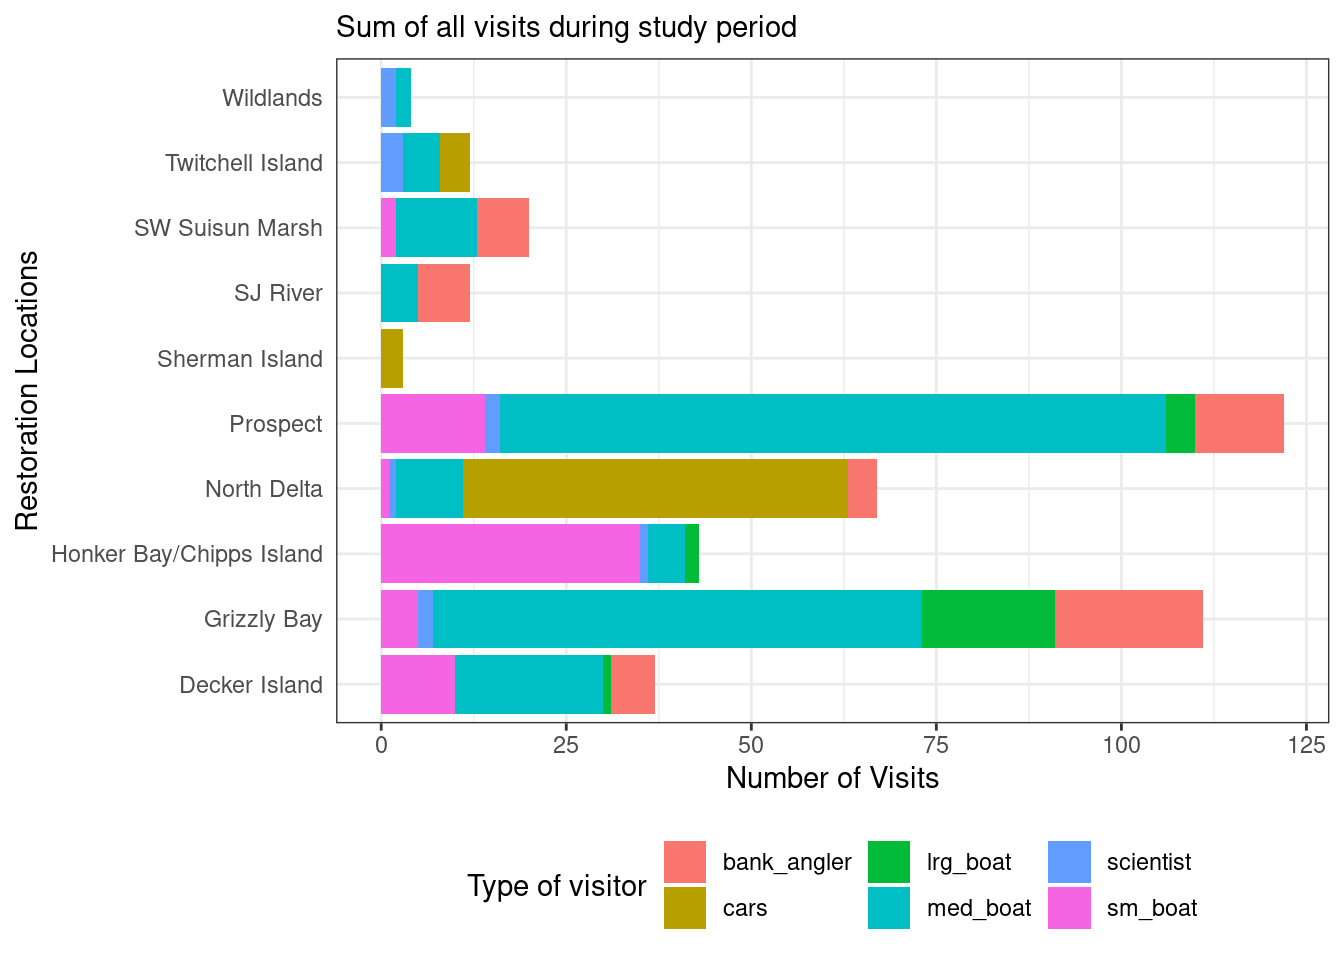 Sum of all visits during study period
Restoration Locations
Wildlands
Twitchell Island
SW Suisun Marsh
SJ River
Sherman Island
Prospect
North Delta
Honker Bay/Chipps Island
Grizzly Bay
Decker Island
0 25 50 75 100 125
Number of Visits
Type of visitor
bank_angler lrg_boat scientist
cars med_boat sm_boat